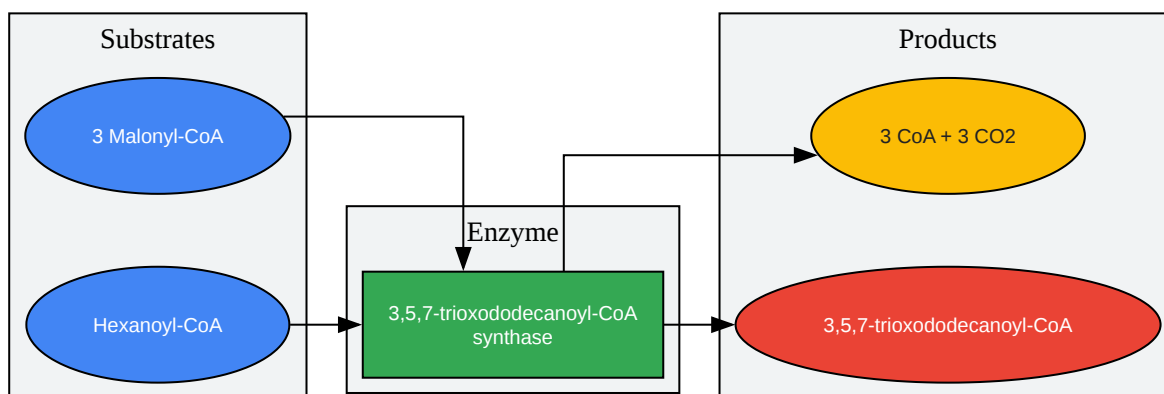 Substrates
Products
3 Malonyl-CoA
3 CoA + 3 CO2
Enzyme
Hexanoyl-CoA
3,5,7-trioxododecanoyl-CoA
synthase
3,5,7-trioxododecanoyl-CoA